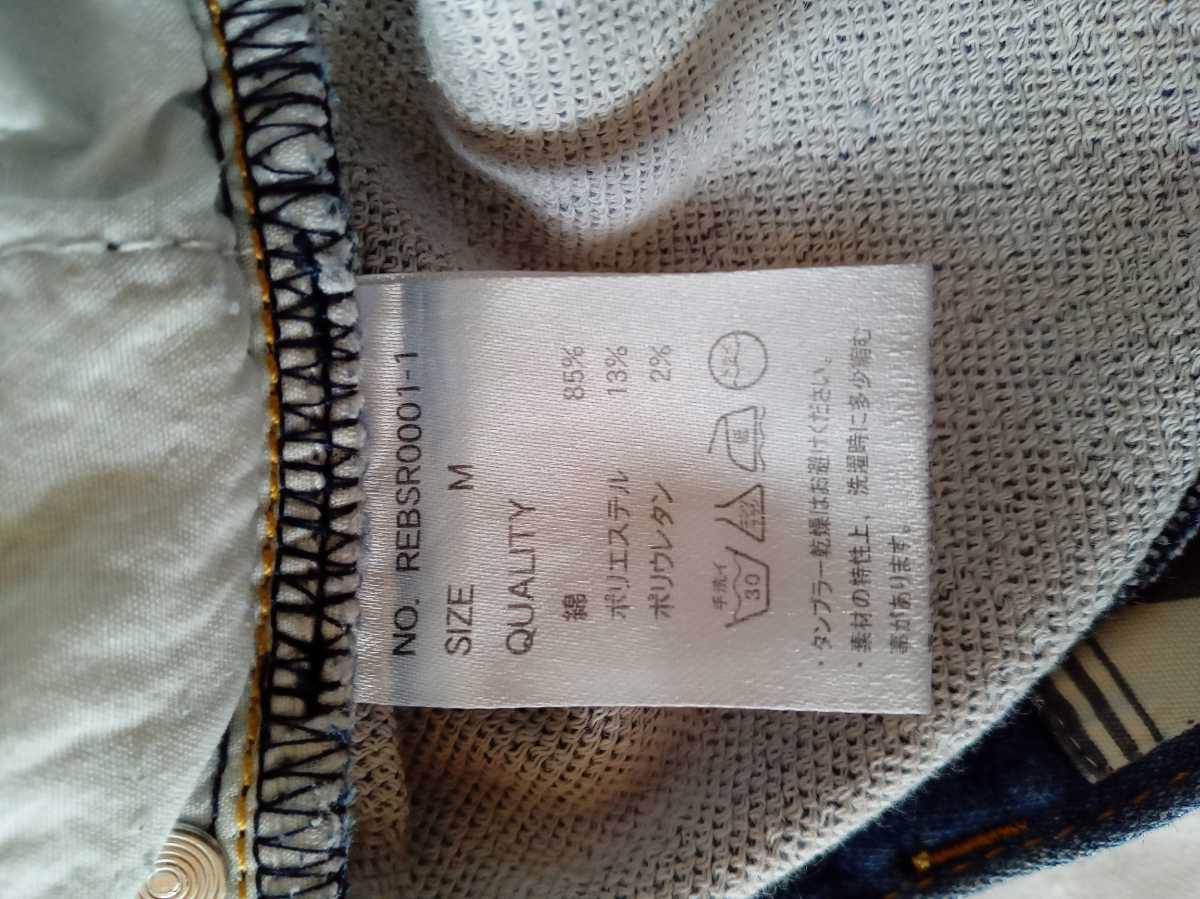 NO. REBSR0001-1
SIZE M
QUALITY
綿 85%
ポリエステル 13%
ポリウレタン 2%
手洗イ
30
・タンブラー乾燥はお避けください。
・素材の特性上、洗濯時に多少縮む
事があります。